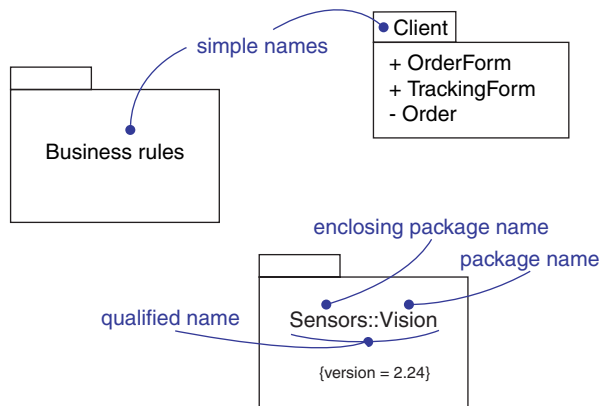 Client
simple names
+ OrderForm
+ TrackingForm
- Order
Business rules
enclosing package name
package name
qualified name
Sensors::Vision
{version = 2.24}